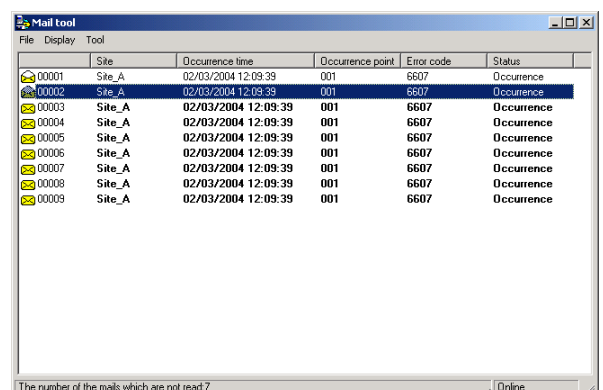 Mail tool
File Display Tool
Site Occurrence time Occurrence point Error code Status
00001 Site_A 02/03/2004 12:09:39 001 6607 Occurrence
00002 Site_A 02/03/2004 12:09:39 001 6607 Occurrence
00003 Site_A 02/03/2004 12:09:39 001 6607 Occurrence
00004 Site_A 02/03/2004 12:09:39 001 6607 Occurrence
00005 Site_A 02/03/2004 12:09:39 001 6607 Occurrence
00006 Site_A 02/03/2004 12:09:39 001 6607 Occurrence
00007 Site_A 02/03/2004 12:09:39 001 6607 Occurrence
00008 Site_A 02/03/2004 12:09:39 001 6607 Occurrence
00009 Site_A 02/03/2004 12:09:39 001 6607 Occurrence
The number of the mails which are not read:7 Online